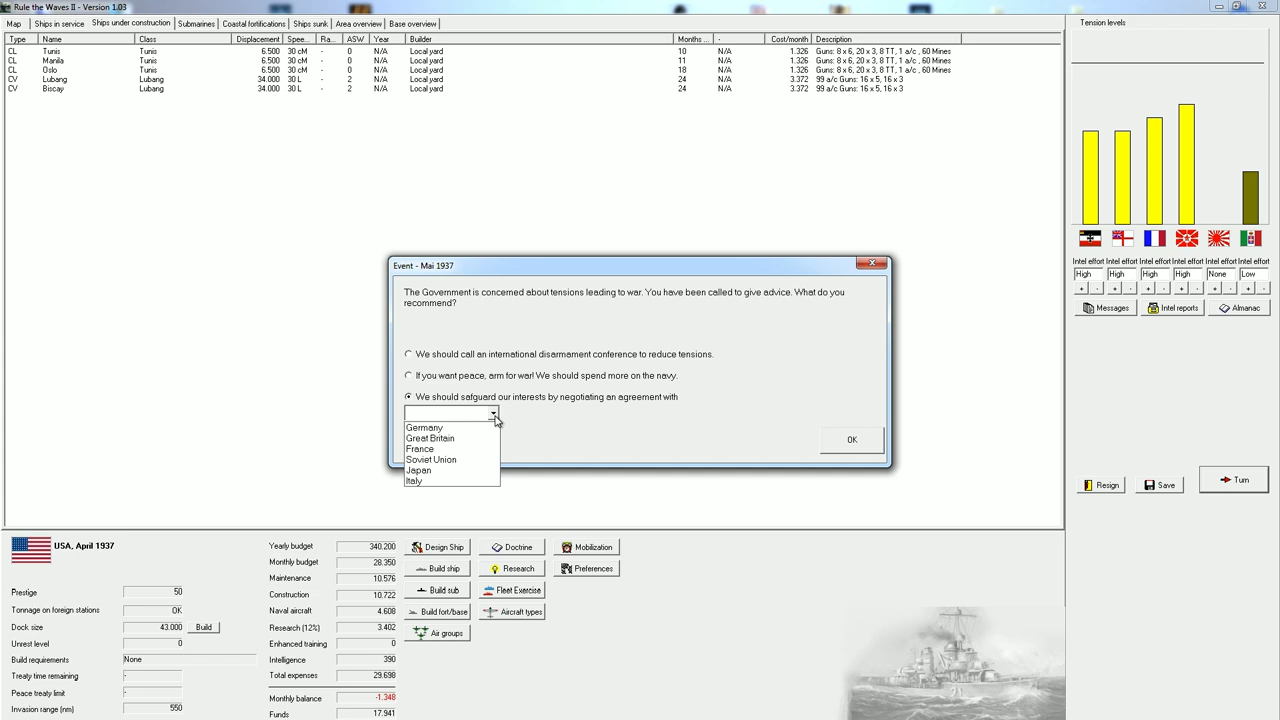 Rule the Waves II - Version 1.03
Map Ships in service Ships under construction Submarines Coastal fortifications Ships sunk Area overview Base overview
Type Name Class Displacement Spee... Ra... ASW Year Builder Months ... - Cost/month Description
CL Tunis Tunis 6.500 30 cM - 0 N/A Local yard 10 N/A 1.326 Guns: 8 x 6, 20 x 3, 8 TT, 1 a/c , 60 Mines
CL Manila Tunis 6.500 30 cM - 0 N/A Local yard 11 N/A 1.326 Guns: 8 x 6, 20 x 3, 8 TT, 1 a/c , 60 Mines
CL Oslo Tunis 6.500 30 cM - 0 N/A Local yard 18 N/A 1.326 Guns: 8 x 6, 20 x 3, 8 TT, 1 a/c , 60 Mines
CV Lubang Lubang 34.000 30 L - 2 N/A Local yard 24 N/A 3.372 99 a/c Guns: 16 x 5, 16 x 3
CV Biscay Lubang 34.000 30 L - 2 N/A Local yard 24 N/A 3.372 99 a/c Guns: 16 x 5, 16 x 3
Tension levels
Intel effort Intel effort Intel effort Intel effort Intel effort Intel effort
High High High High None Low
+ - + - + - + - + - + -
Messages Intel reports Almanac
Event - Mai 1937
The Government is concerned about tensions leading to war. You have been called to give advice. What do you
recommend?
We should call an international disarmament conference to reduce tensions.
If you want peace, arm for war! We should spend more on the navy.
We should safguard our interests by negotiating an agreement with
Germany
Great Britain
France
Soviet Union
Japan
Italy
OK
Resign Save Turn
USA, April 1937
Prestige 50
Tonnage on foreign stations OK
Dock size 43.000 Build
Unrest level 0
Build requirements None
Treaty time remaining -
Peace treaty limit -
Invasion range (nm) 550
Yearly budget 340.200
Monthly budget 28.350
Maintenance 10.576
Construction 10.722
Naval aircraft 4.608
Research (12%) 3.402
Enhanced training 0
Intelligence 390
Total expenses 29.698
Monthly balance -1.348
Funds 17.941
Design Ship Doctrine Mobilization
Build ship Research Preferences
Build sub Fleet Exercise
Build fort/base Aircraft types
Air groups